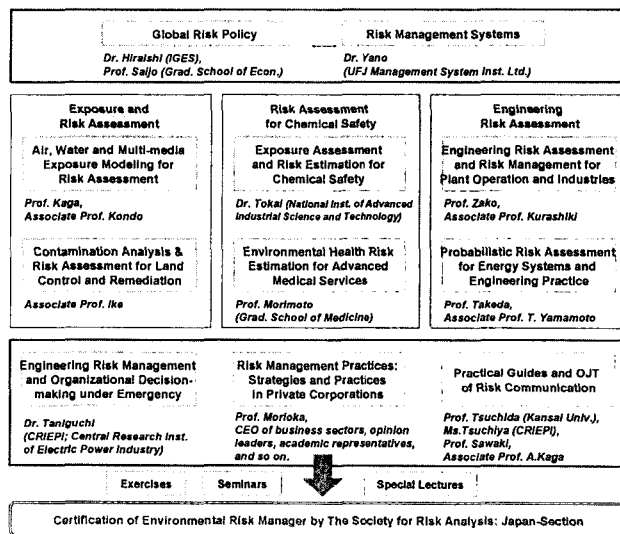 Global Risk Policy
Risk Management Systems
Dr. Hiraishi (IGES),
Prof. Saijo (Grad. School of Econ.)
Dr. Yano
(UFJ Management System Inst. Ltd.)
Exposure and
Risk Assessment
Air, Water and Multi-media
Exposure Modeling for
Risk Assessment
Prof. Kaga,
Associate Prof. Kondo
Contamination Analysis &
Risk Assessment for Land
Control and Remediation
Associate Prof. Ike
Risk Assessment
for Chemical Safety
Exposure Assessment
and Risk Estimation for
Chemical Safety
Dr. Tokai (National Inst. of Advanced
Industrial Science and Technology)
Environmental Health Risk
Estimation for Advanced
Medical Services
Prof. Morimoto
(Grad. School of Medicine)
Engineering
Risk Assessment
Engineering Risk Assessment
and Risk Management for
Plant Operation and Industries
Prof. Zako,
Associate Prof. Kurashiki
Probabilistic Risk Assessment
for Energy Systems and
Engineering Practice
Prof. Takeda,
Associate Prof. T. Yamamoto
Engineering Risk Management
and Organizational Decision-
making under Emergency
Dr. Taniguchi
(CRIEPI; Central Research Inst.
of Electric Power Industry)
Risk Management Practices:
Strategies and Practices
in Private Corporations
Prof. Morioka,
CEO of business sectors, opinion
leaders, academic representatives,
and so on.
Practical Guides and OJT
of Risk Communication
Prof. Tsuchida (Kansai Univ.),
Ms.Tsuchiya (CRIEPI),
Prof. Sawaki,
Associate Prof. A.Kaga
Exercises
Seminars
Special Lectures
Certification of Environmental Risk Manager by The Society for Risk Analysis: Japan-Section